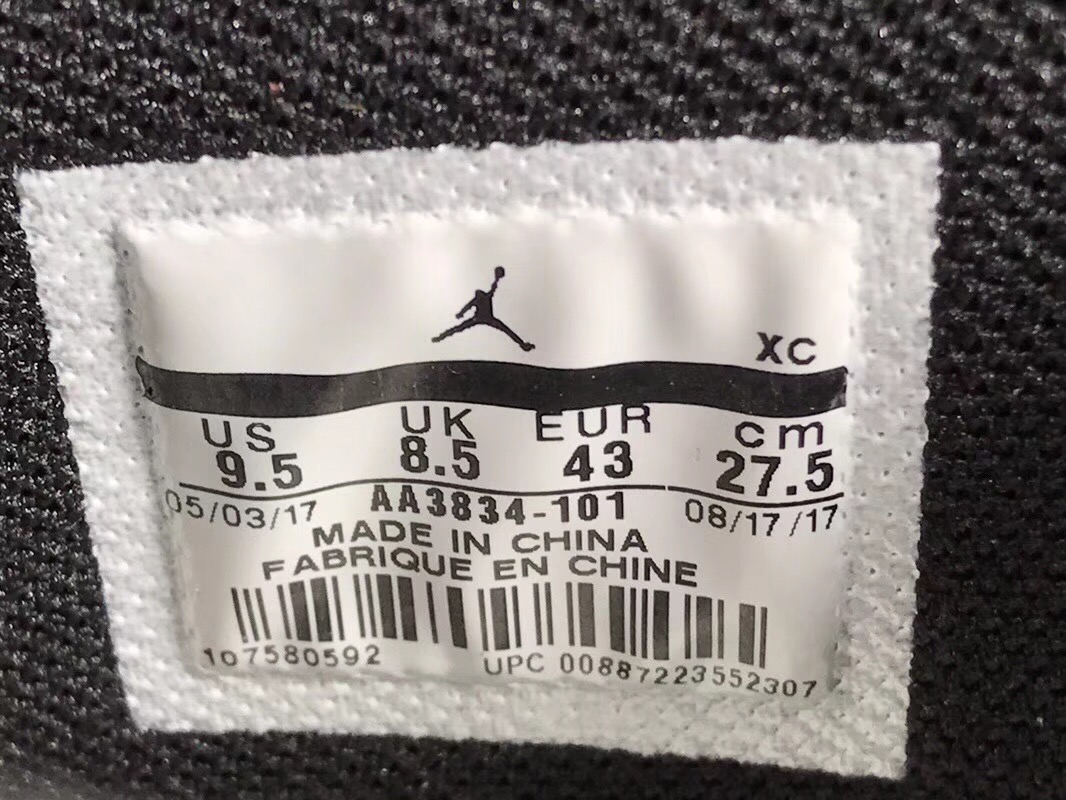 XC
US UK EUR cm
9.5 8.5 43 27.5
05/03/17 AA3834-101 08/17/17
MADE IN CHINA
FABRIQUE EN CHINE
107580592 UPC 00887223552307